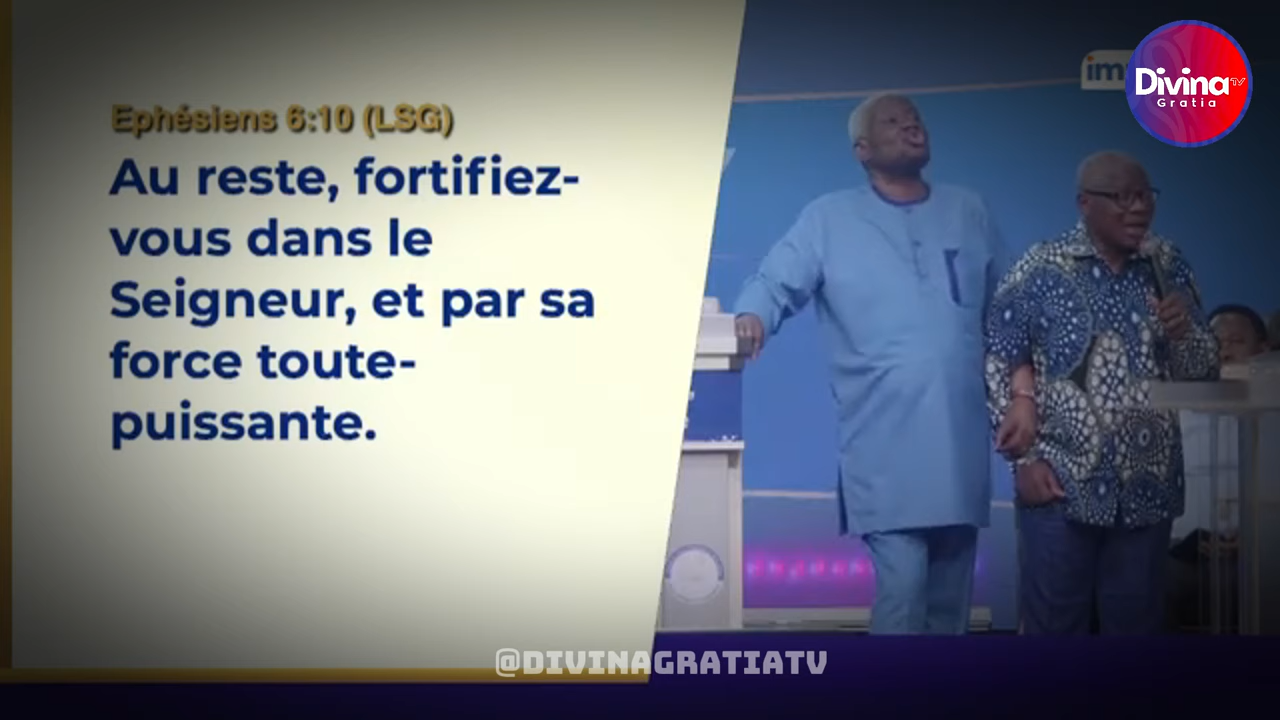 Ephésiens 6:10 (LSG)
Au reste, fortifiez-
vous dans le
Seigneur, et par sa
force toute-
puissante.
im
Divina TV
Gratia
@DIVINAGRATIATV